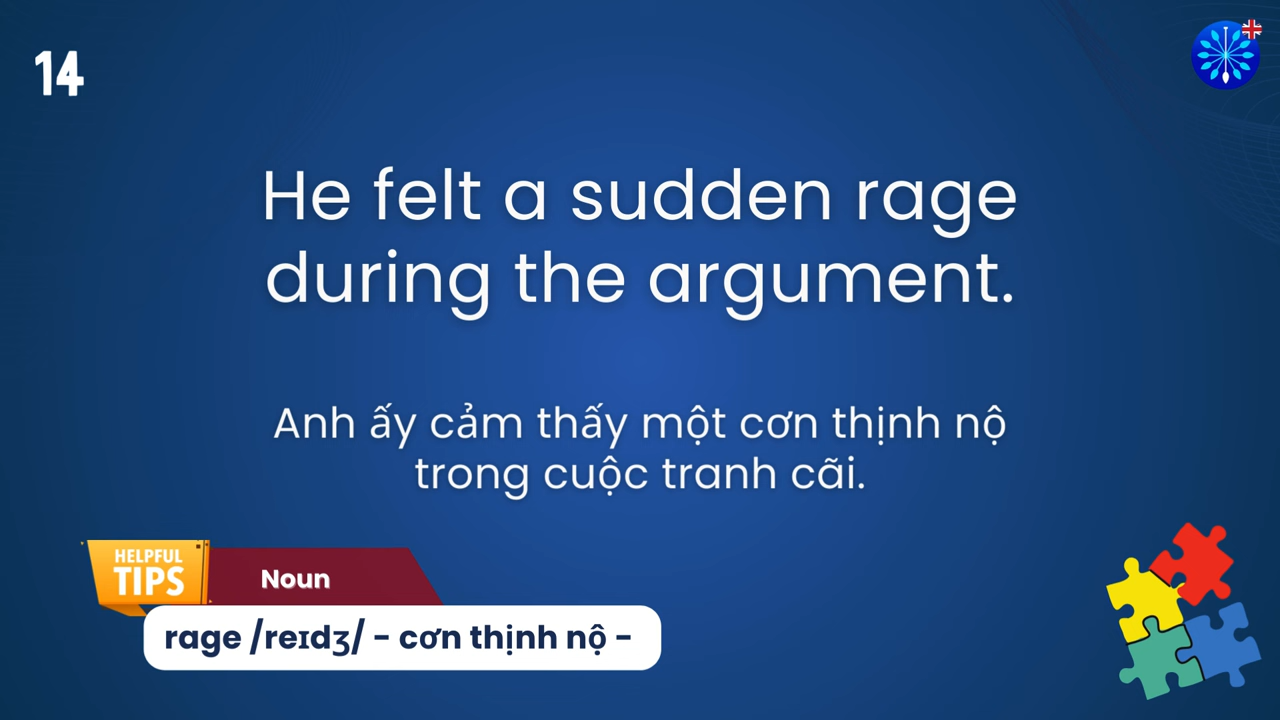 14
He felt a sudden rage
during the argument.
Anh ấy cảm thấy một cơn thịnh nộ
trong cuộc tranh cãi.
HELPFUL
TIPS
Noun
rage /reɪdʒ/ - cơn thịnh nộ -